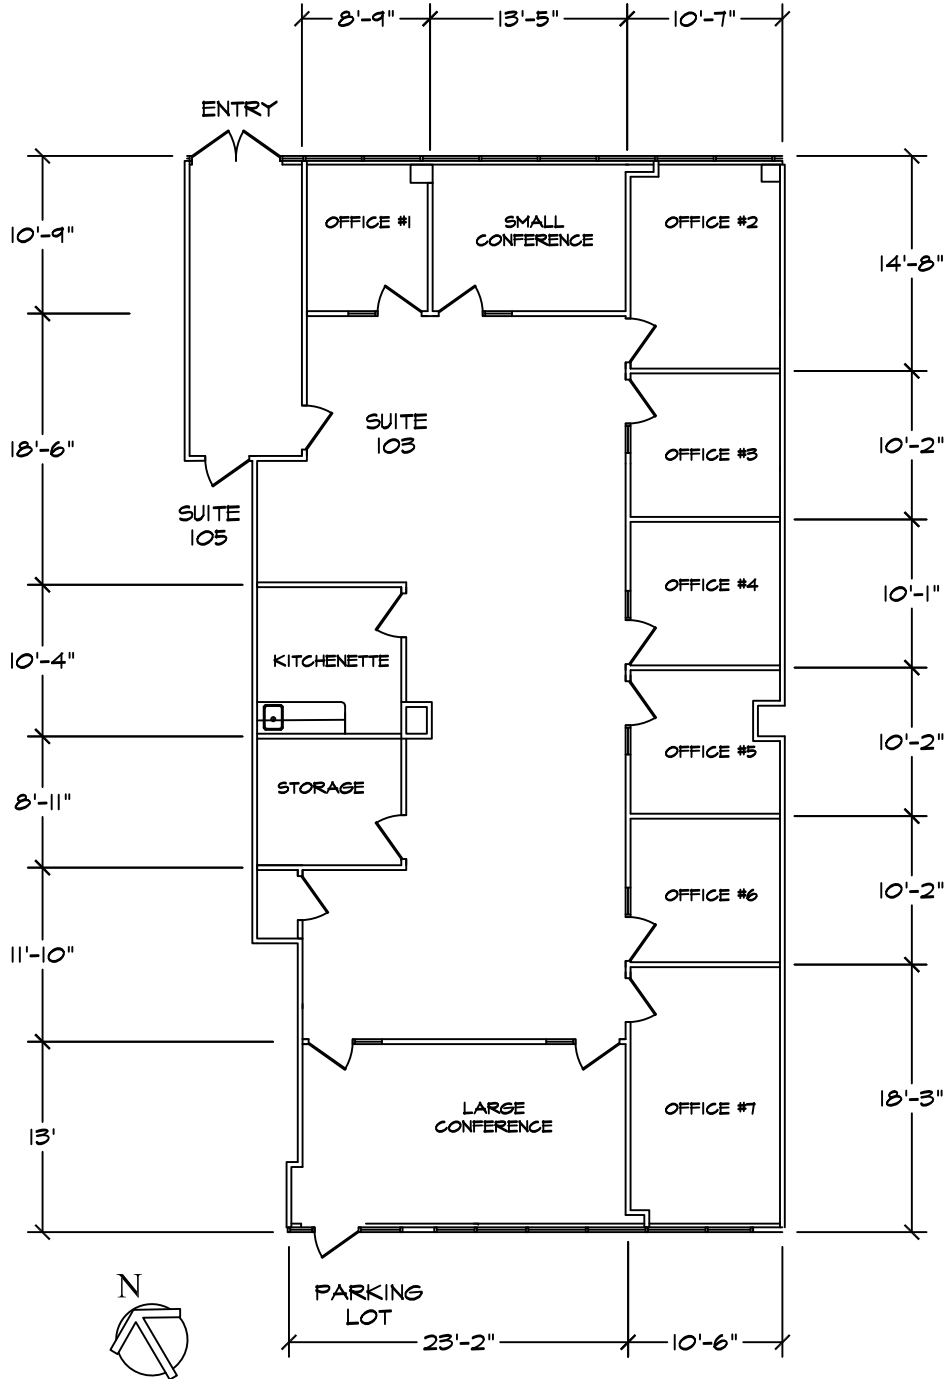 8'-9"
13'-5"
10'-7"
ENTRY
10'-9"
OFFICE #1
SMALL
CONFERENCE
OFFICE #2
14'-8"
18'-6"
SUITE
103
OFFICE #3
10'-2"
SUITE
105
OFFICE #4
10'-1"
10'-4"
KITCHENETTE
OFFICE #5
10'-2"
8'-11"
STORAGE
OFFICE #6
10'-2"
11'-10"
13'
LARGE
CONFERENCE
OFFICE #7
18'-3"
N
PARKING
LOT
23'-2"
10'-6"